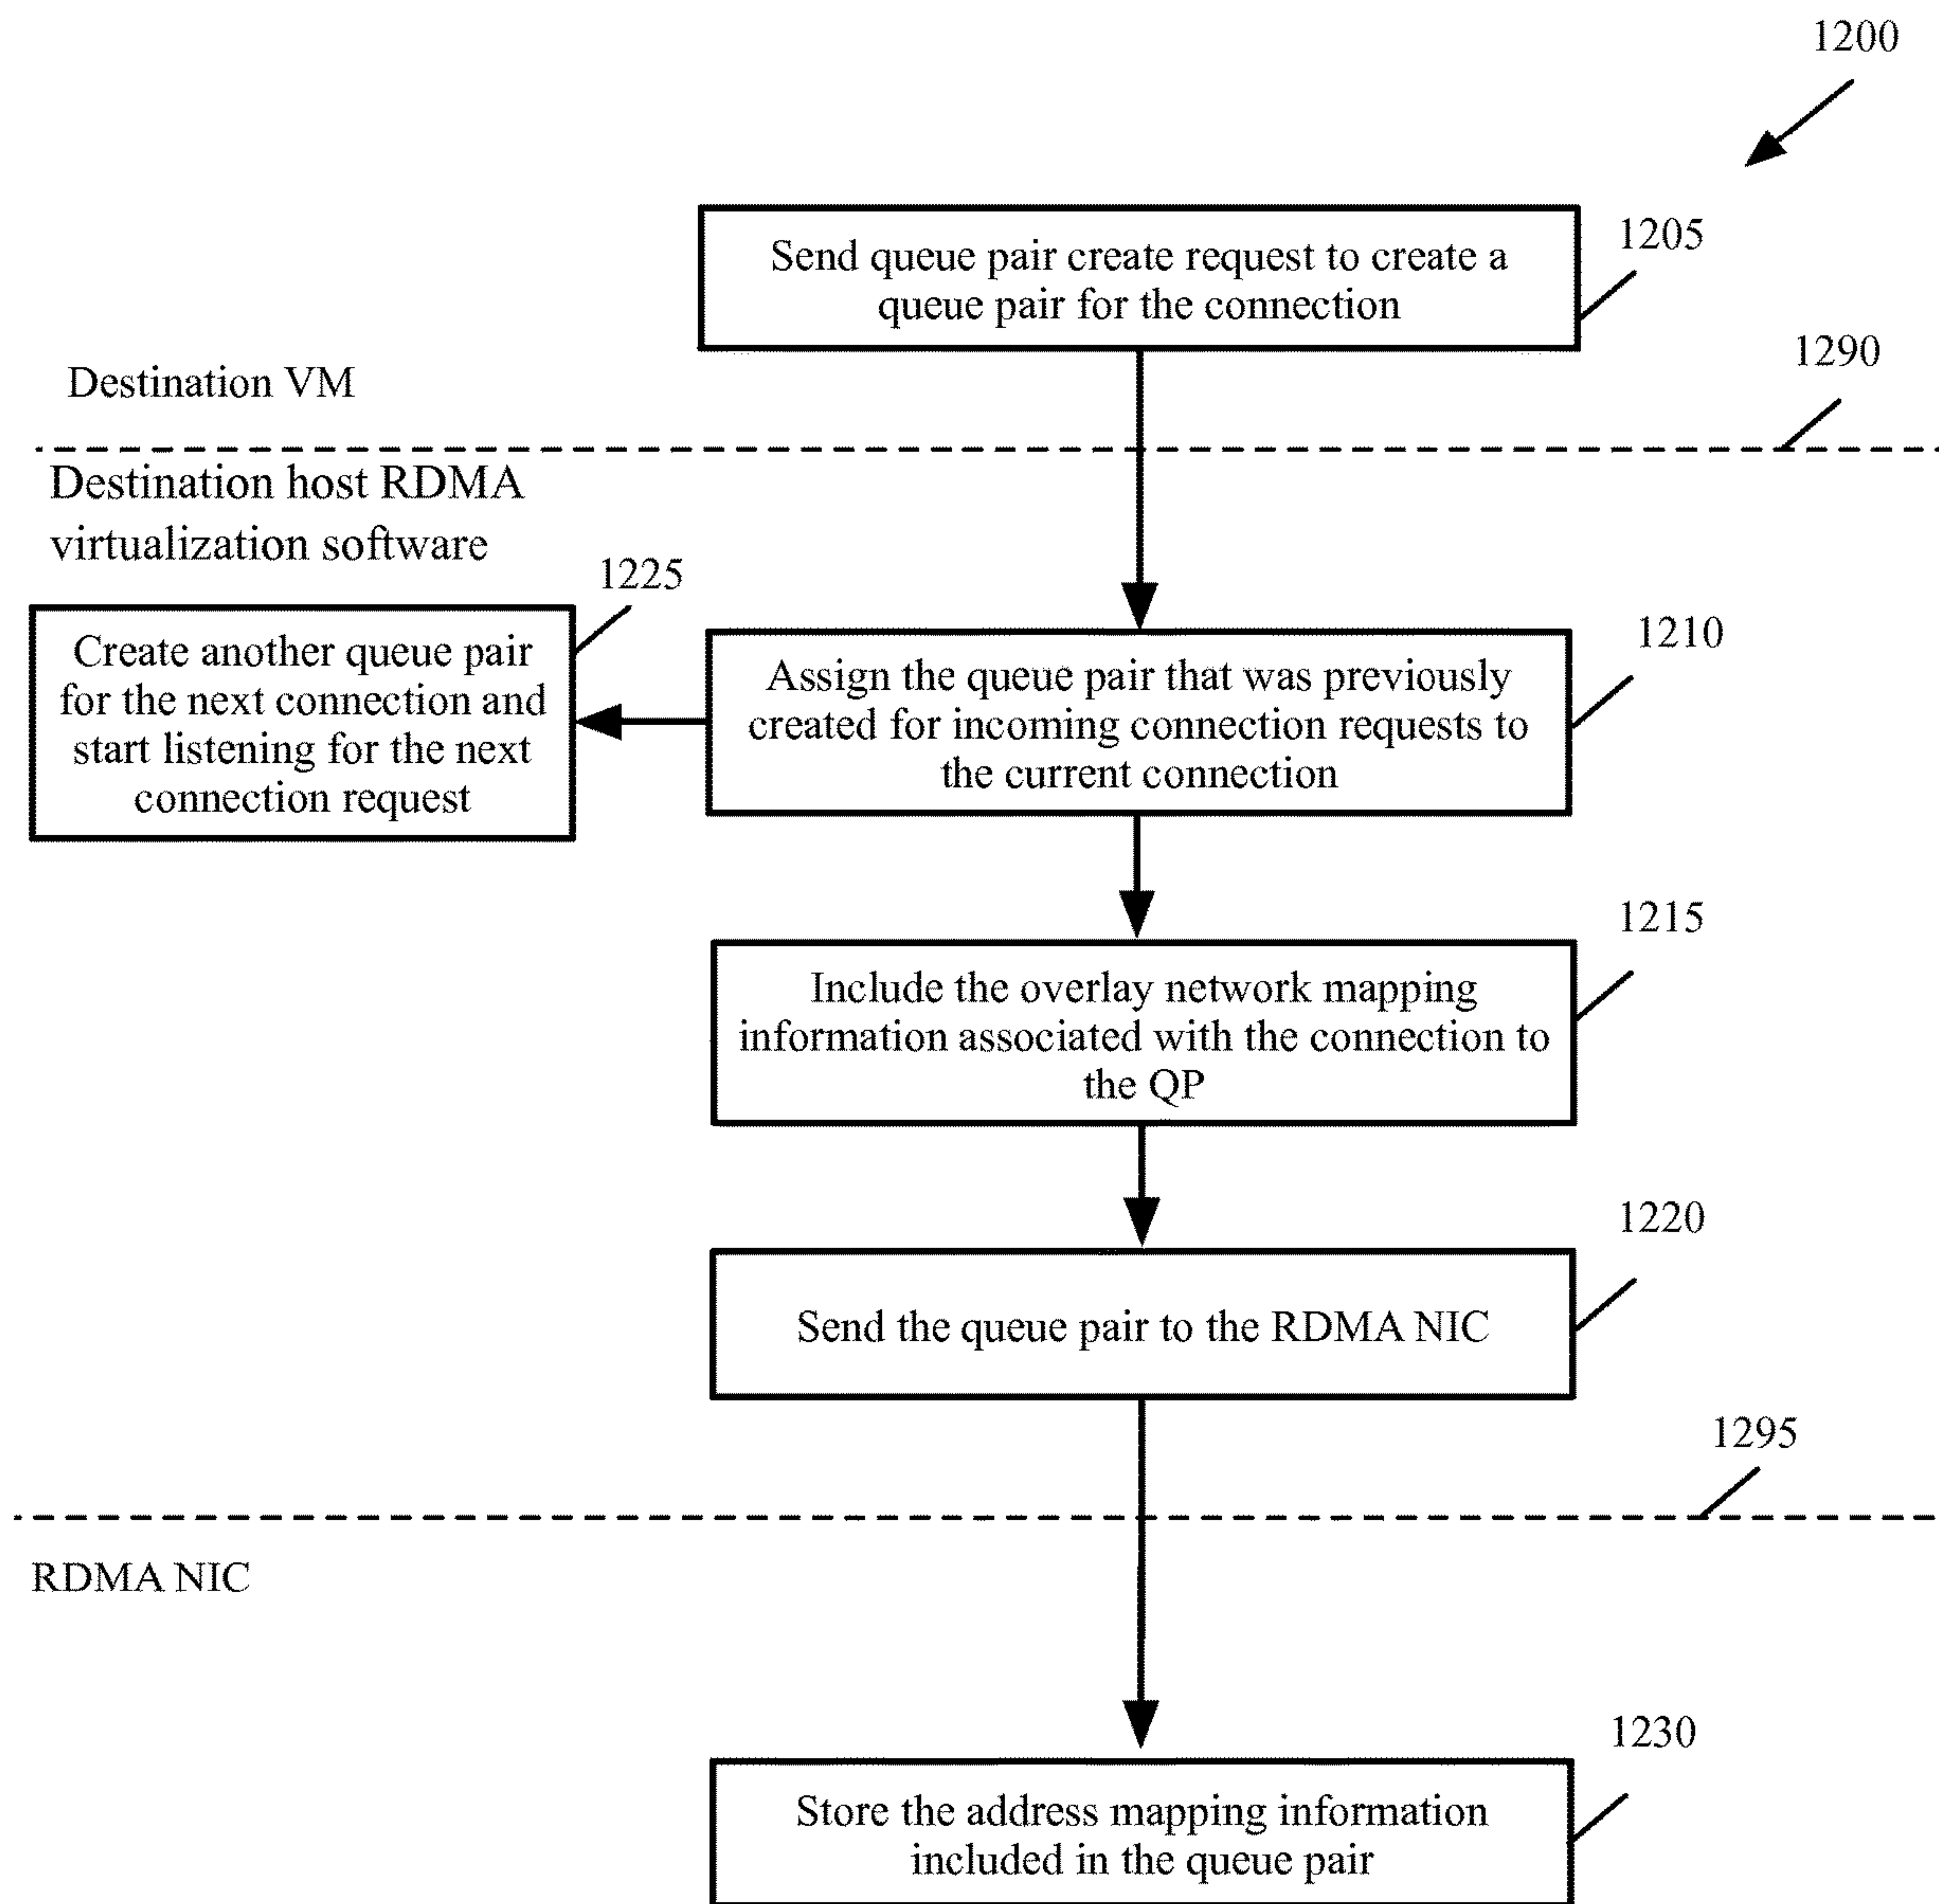 1200
Send queue pair create request to create a
queue pair for the connection
1205
1290
Destination VM
Destination host RDMA
virtualization software
1225
Create another queue pair
for the next connection and
start listening for the next
connection request
1210
Assign the queue pair that was previously
created for incoming connection requests to
the current connection
1215
Include the overlay network mapping
information associated with the connection to
the QP
1220
Send the queue pair to the RDMA NIC
1295
RDMA NIC
1230
Store the address mapping information
included in the queue pair